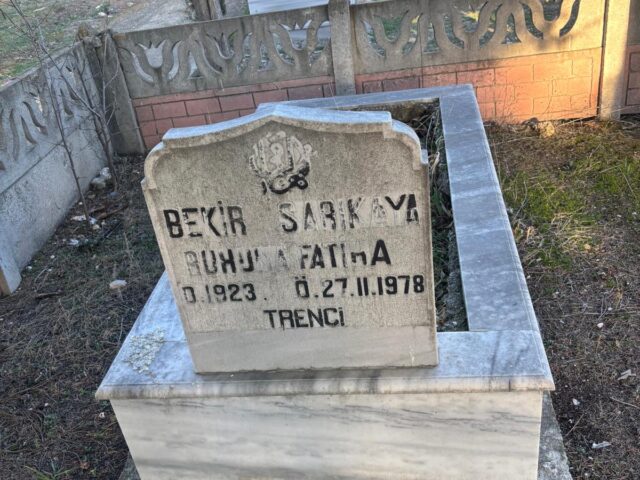 BEKİR SARIKAYA
RUHUNA FATİHA
D.1923. Ö.27.11.1978
TRENCİ